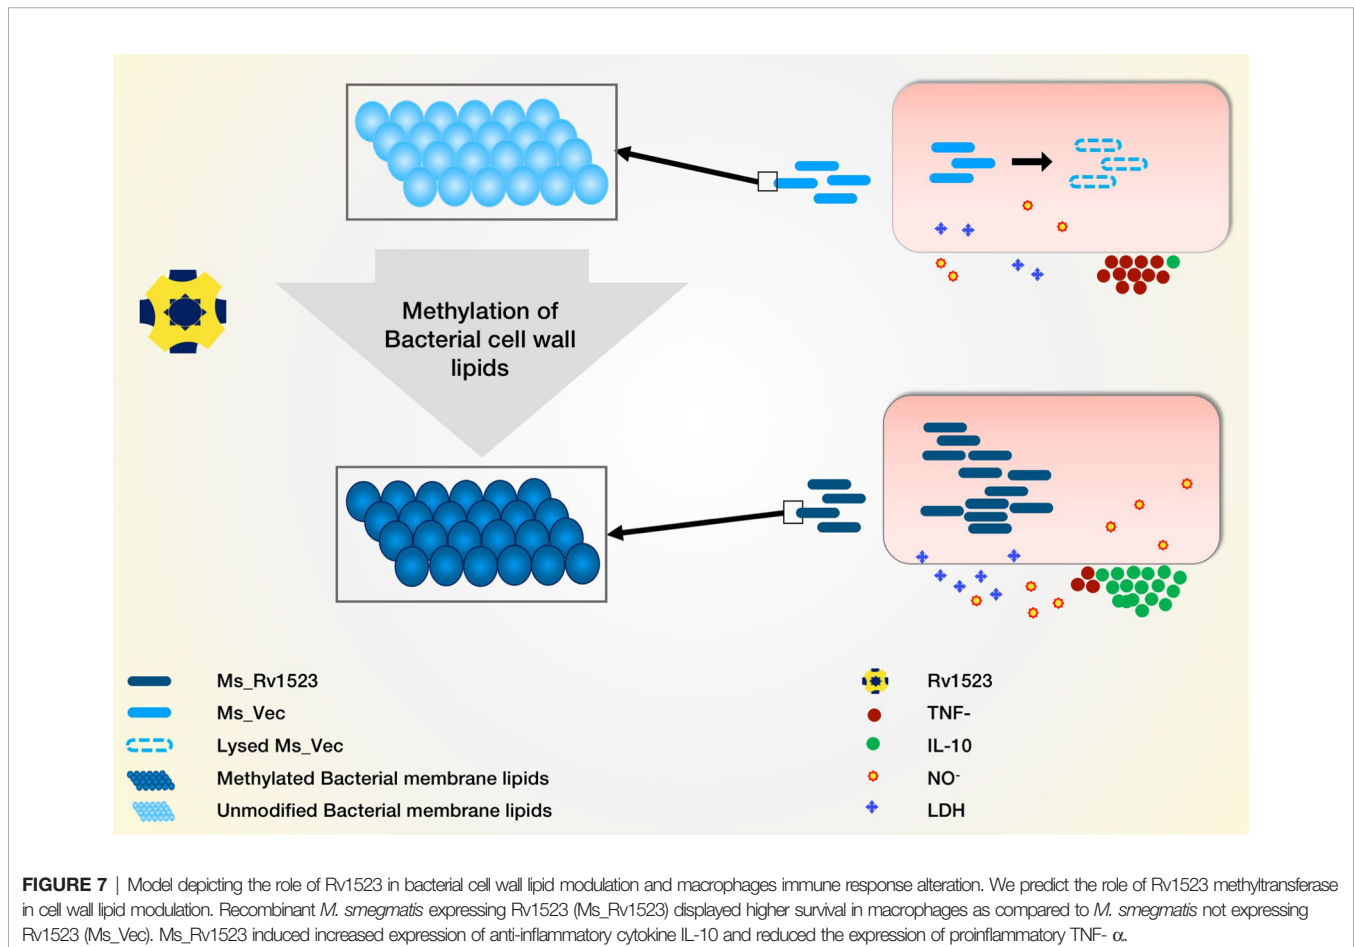 Methylation of
Bacterial cell wall
lipids
Ms_Rv1523
Ms_Vec
Lysed Ms_Vec
Methylated Bacterial membrane lipids
Unmodified Bacterial membrane lipids
Rv1523
TNF-
IL-10
NO-
LDH
FIGURE 7 | Model depicting the role of Rv1523 in bacterial cell wall lipid modulation and macrophages immune response alteration. We predict the role of Rv1523 methyltransferase
in cell wall lipid modulation. Recombinant M. smegmatis expressing Rv1523 (Ms_Rv1523) displayed higher survival in macrophages as compared to M. smegmatis not expressing
Rv1523 (Ms_Vec). Ms_Rv1523 induced increased expression of anti-inflammatory cytokine IL-10 and reduced the expression of proinflammatory TNF- α.